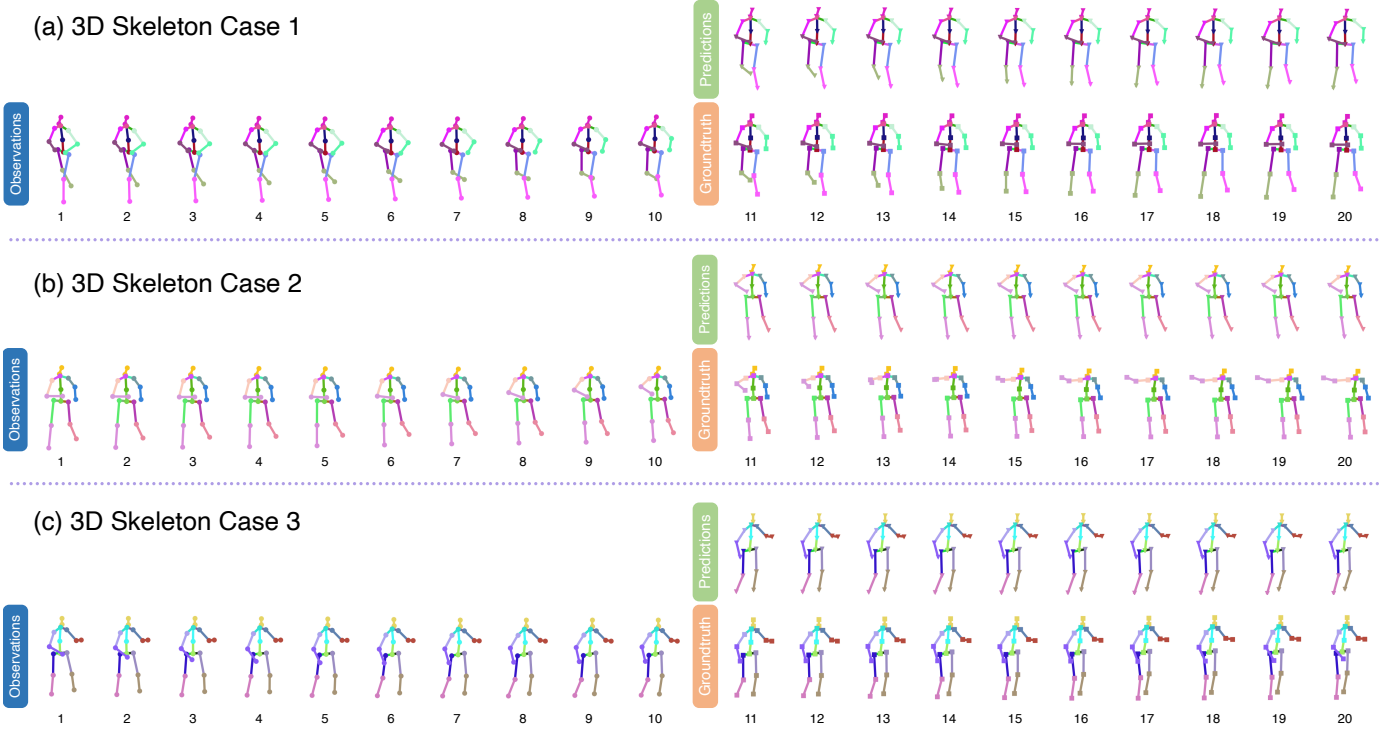 (a) 3D Skeleton Case 1
Predictions
Observations
Groundtruth
1 2 3 4 5 6 7 8 9 10 11 12 13 14 15 16 17 18 19 20
(b) 3D Skeleton Case 2
Predictions
Observations
Groundtruth
1 2 3 4 5 6 7 8 9 10 11 12 13 14 15 16 17 18 19 20
(c) 3D Skeleton Case 3
Predictions
Observations
Groundtruth
1 2 3 4 5 6 7 8 9 10 11 12 13 14 15 16 17 18 19 20